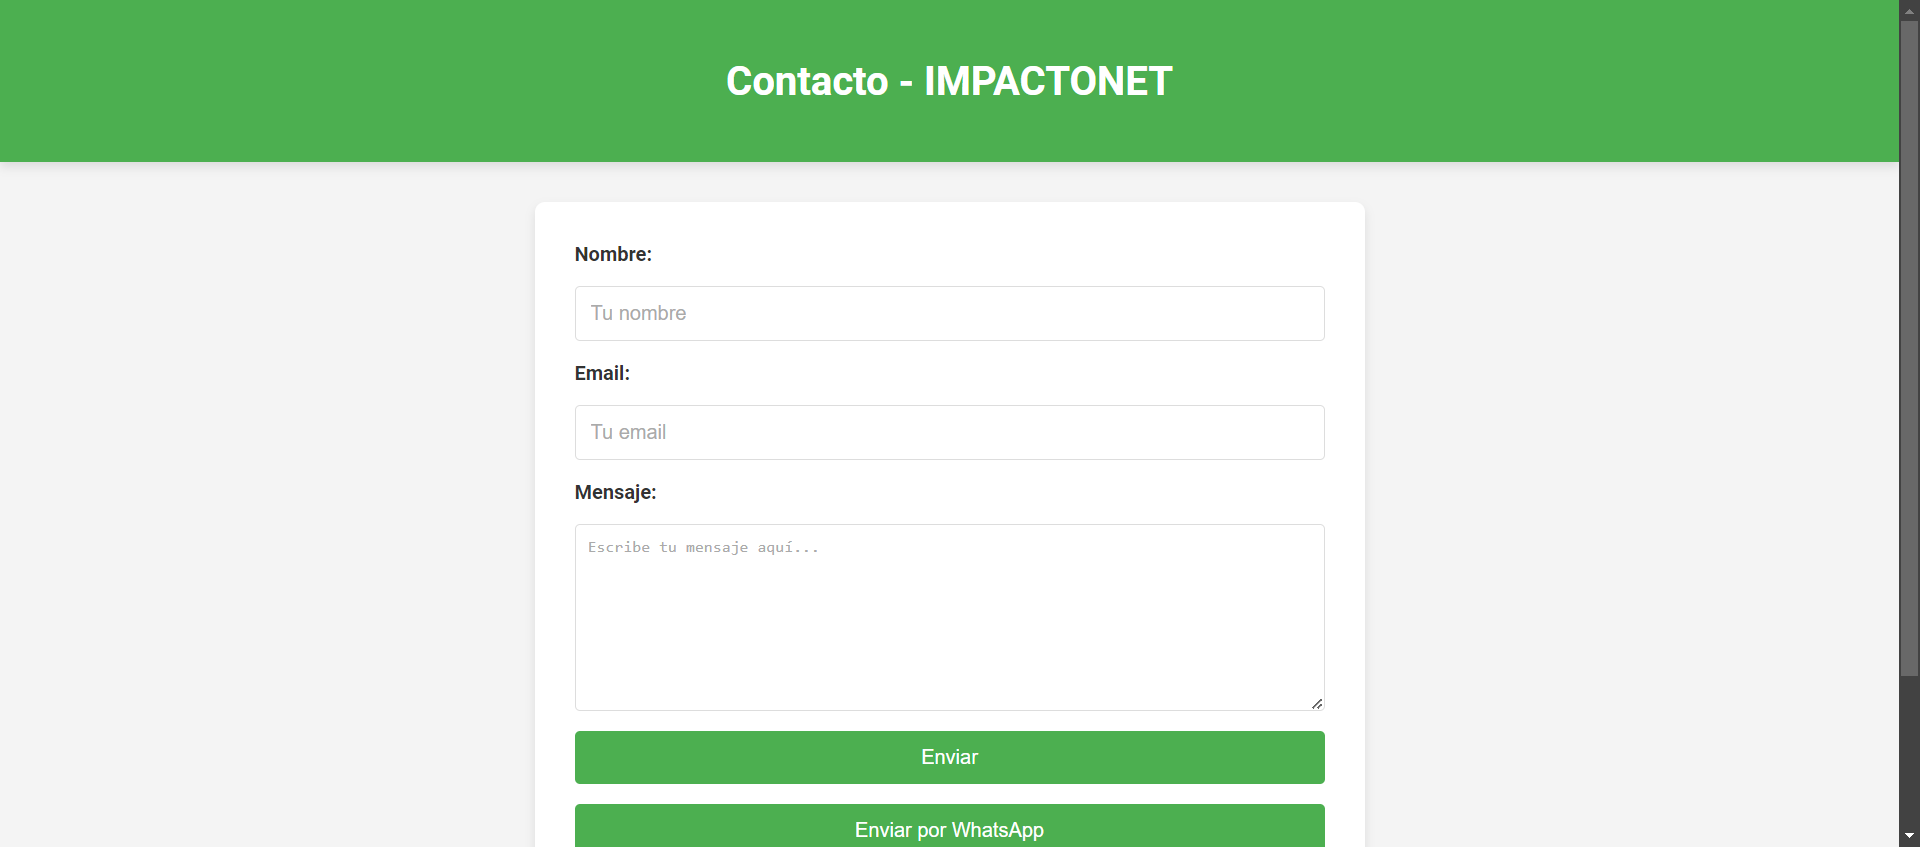 Contacto - IMPACTONET
Nombre:
Tu nombre
Email:
Tu email
Mensaje:
Escribe tu mensaje aquí...
Enviar
Enviar por WhatsApp